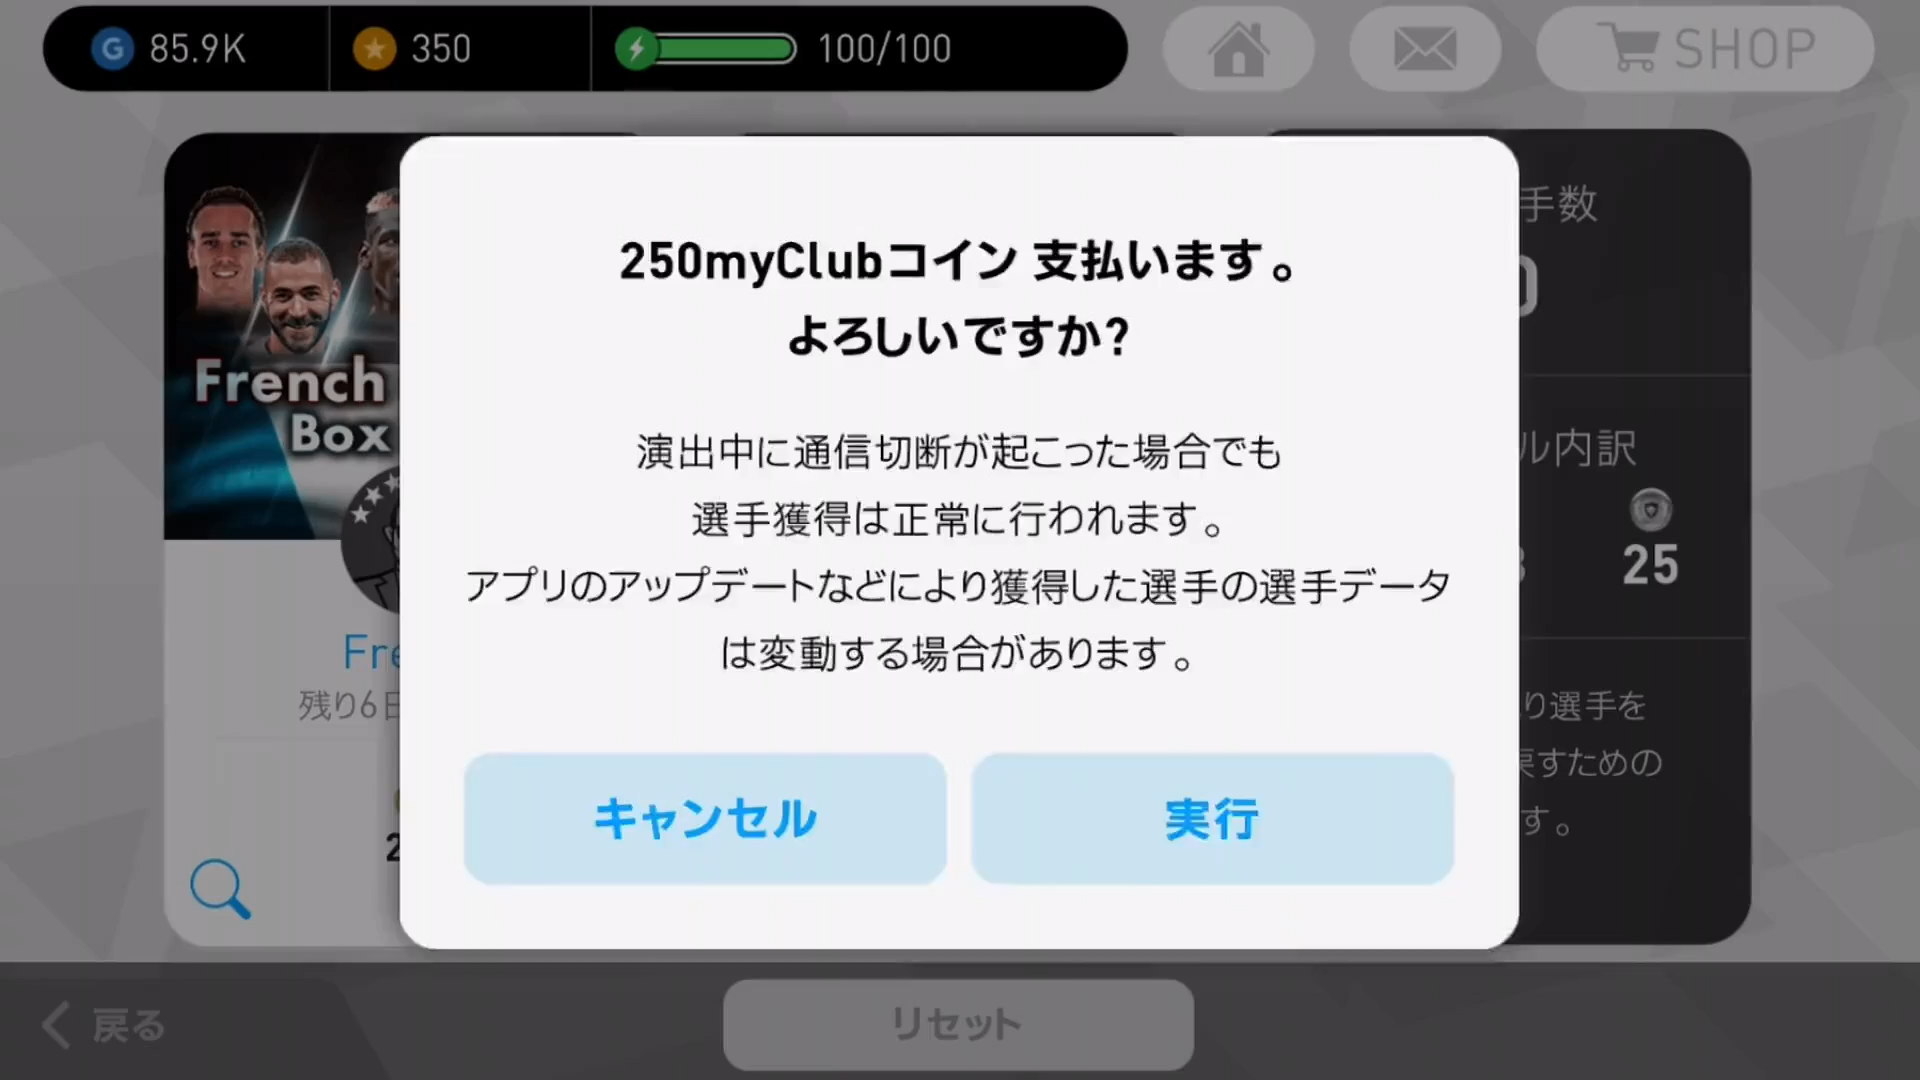 85.9K
350
100/100
SHOP
250myClubコイン 支払います。
よろしいですか?
演出中に通信切断が起こった場合でも
選手獲得は正常に行われます。
アプリのアップデートなどにより獲得した選手の選手データ
は変動する場合があります。
キャンセル
実行
French
Box
Fre
残り6日
2
手数
ル内訳
25
り選手を
戻すための
す。
戻る
リセット